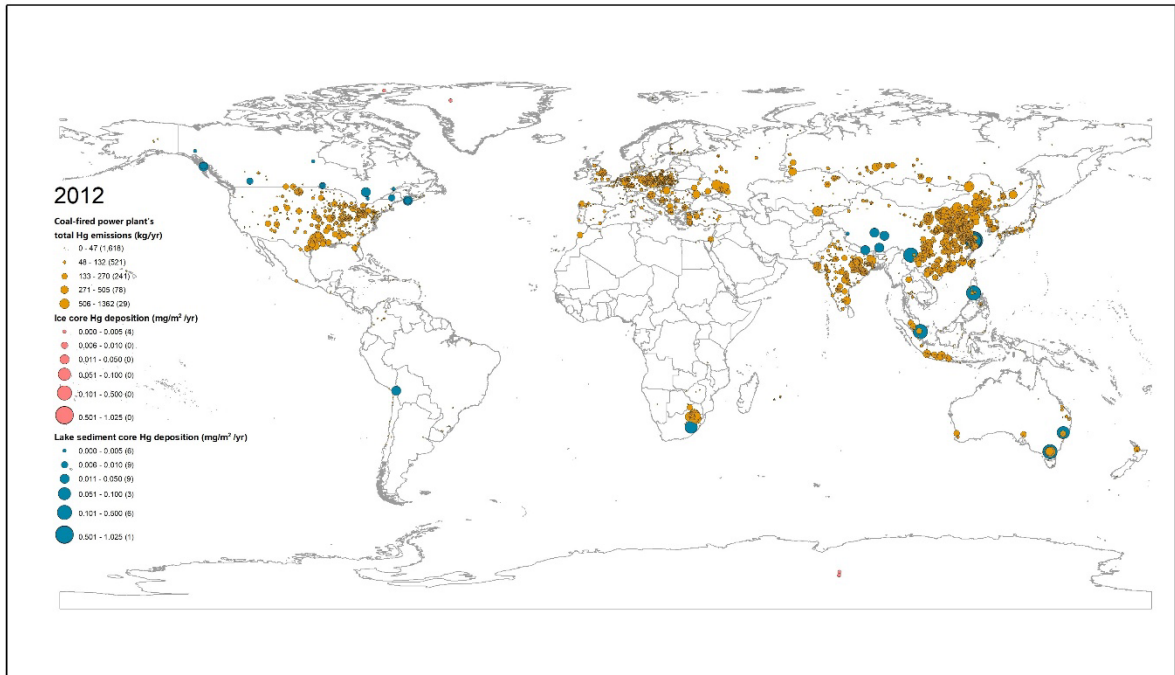 2012
Coal-fired power plant's
total Hg emissions (kg/yr)
0 - 47 (1,618)
48 - 132 (521)
133 - 270 (241)
271 - 505 (78)
506 - 1362 (29)
Ice core Hg deposition (mg/m² /yr)
0.000 - 0.005 (4)
0.006 - 0.010 (0)
0.011 - 0.050 (0)
0.051 - 0.100 (0)
0.101 - 0.500 (0)
0.501 - 1.025 (0)
Lake sediment core Hg deposition (mg/m² /yr)
0.000 - 0.005 (6)
0.006 - 0.010 (9)
0.011 - 0.050 (9)
0.051 - 0.100 (3)
0.101 - 0.500 (6)
0.501 - 1.025 (1)